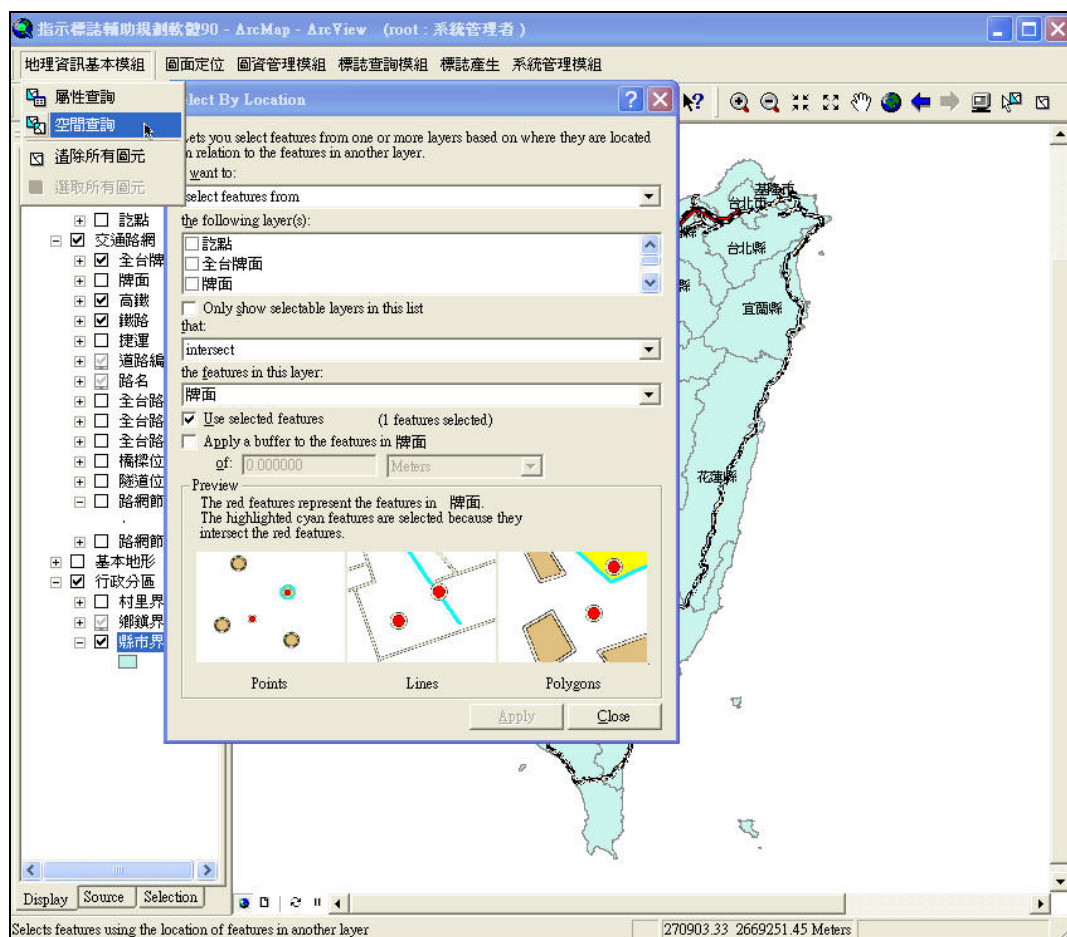 指示標誌輔助規劃軟體90 - ArcMap - ArcView (root : 系統管理者 )
地理資訊基本模組 圖面定位 圖資管理模組 標誌查詢模組 標誌產生 系統管理模組
屬性查詢
空間查詢
清除所有圖元
選取所有圖元
交通路網
全台牌
牌面
高鐵
鐵路
捷運
道路編
路名
全台路
全台路
全台路
橋樑位
隧道位
路網節
路網節
基本地形
行政分區
村里界
鄉鎮界
縣市界
Display Source Selection
lect By Location
ets you select features from one or more layers based on where they are located
n relation to the features in another layer.
want to:
select features from
the following layer(s):
全台牌面
牌面
Only show selectable layers in this list
that:
intersect
the features in this layer:
牌面
Use selected features (1 features selected)
Apply a buffer to the features in 牌面
of: 0.000000 Meters
Preview
The red features represent the features in 牌面.
The highlighted cyan features are selected because they
intersect the red features.
Points Lines Polygons
Apply Close
基隆市
台北市
台北縣
縣
宜蘭縣
花蓮縣
Selects features using the location of features in another layer
270903.33 2669251.45 Meters